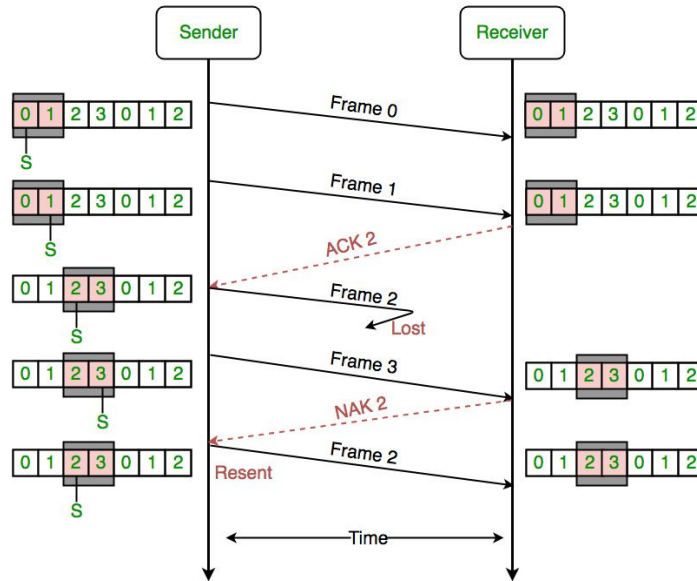 Sender
Receiver
0 1 2 3 0 1 2
S
Frame 0
0 1 2 3 0 1 2
0 1 2 3 0 1 2
S
Frame 1
0 1 2 3 0 1 2
ACK 2
0 1 2 3 0 1 2
S
Frame 2
Lost
0 1 2 3 0 1 2
S
Frame 3
0 1 2 3 0 1 2
NAK 2
0 1 2 3 0 1 2
S
Resent
Frame 2
0 1 2 3 0 1 2
Time